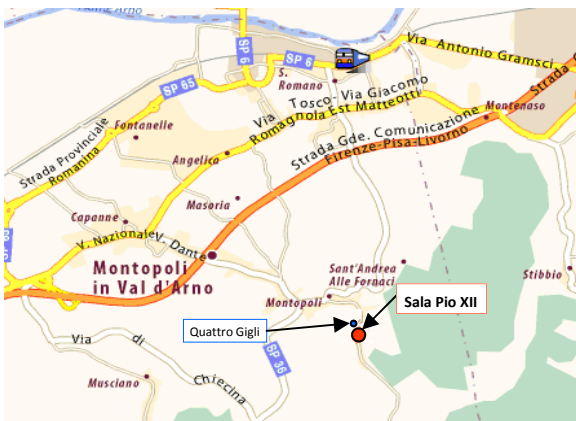 Arno
Via Antonio Gramsci
SP 6
SP 6
S.
Romano
SP 65
Via Giacomo
Tosco-
Via
Romagnola Est Matteotti
Strada
Montenaso
Fontanelle
Strada Provinciale
Romanina
Angelica
Strada Gde. Comunicazione
Firenze-Pisa-Livorno
Masoria
Capanne
V. Nazionale
V. Dante
Montopoli
in Val d'Arno
Sant'Andrea
Alle Fornaci
Stibbio
Montopoli
Sala Pio XII
Quattro Gigli
Via di Chiecina
SP 36
Musciano